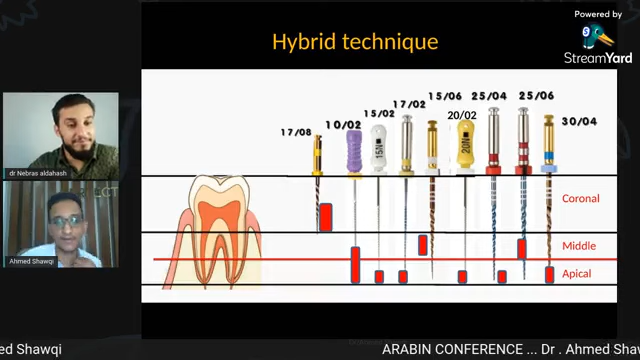 Powered by
StreamYard
Hybrid technique
17/08
10/02
15/02
17/02
15/06
20/02
25/04
25/06
30/04
15N
20N
Coronal
Middle
Apical
dr Nebras aldahash
Ahmed Shawqi
ed Shawqi
ARABIN CONFERENCE ... Dr . Ahmed Shaw